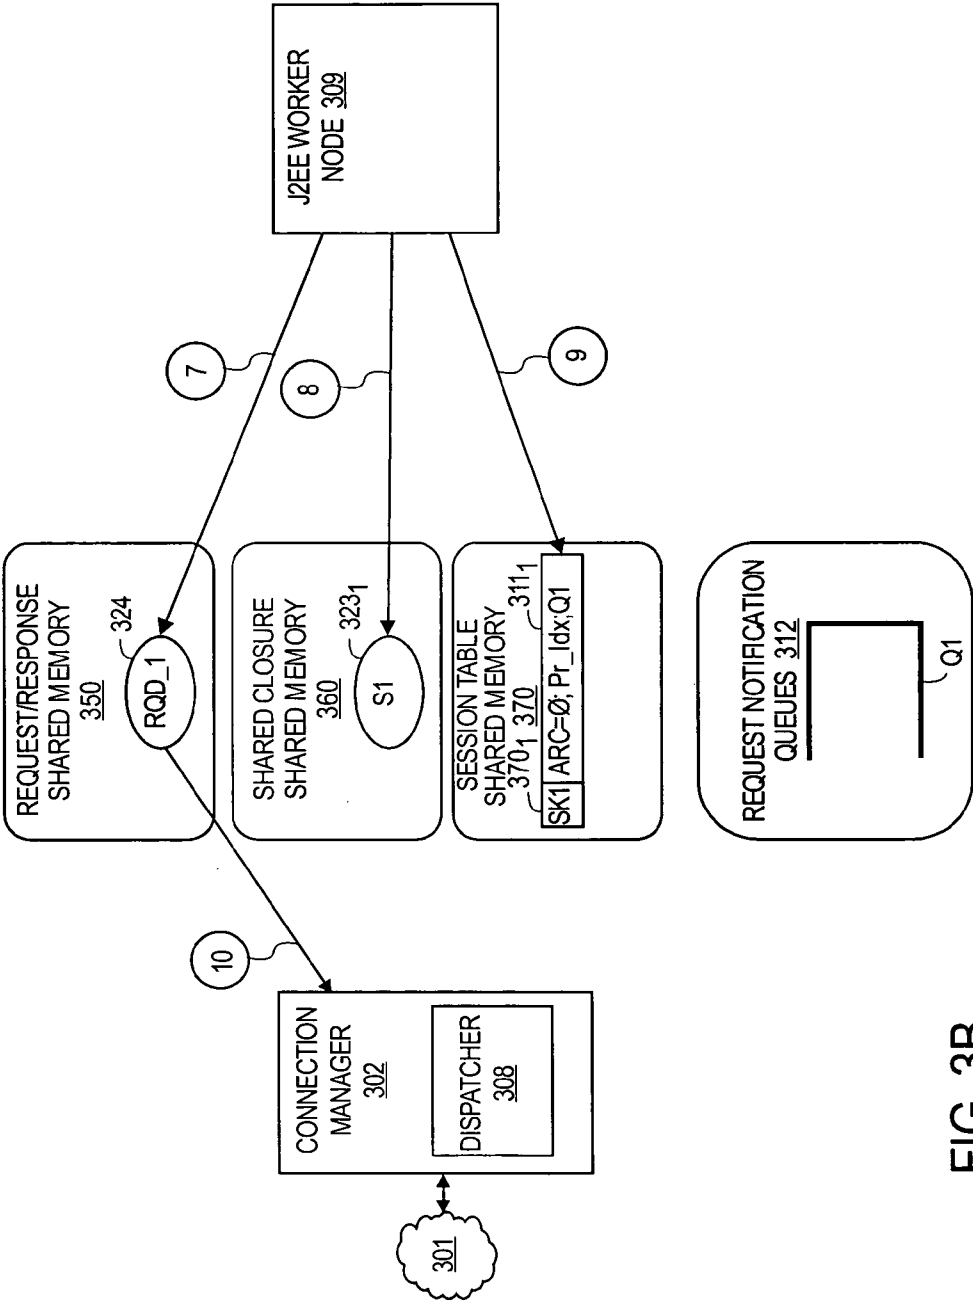 J2EE WORKER
NODE 309
7
8
9
REQUEST/RESPONSE
SHARED MEMORY
350
324
RQD_1
SHARED CLOSURE
SHARED MEMORY
360
323₁
S1
SESSION TABLE
SHARED MEMORY
370₁ 370 311₁
SK1 ARC=Ø; Pr_Idx;Q1
REQUEST NOTIFICATION
QUEUES 312
Q1
10
CONNECTION
MANAGER
302
DISPATCHER
308
301
FIG. 3B